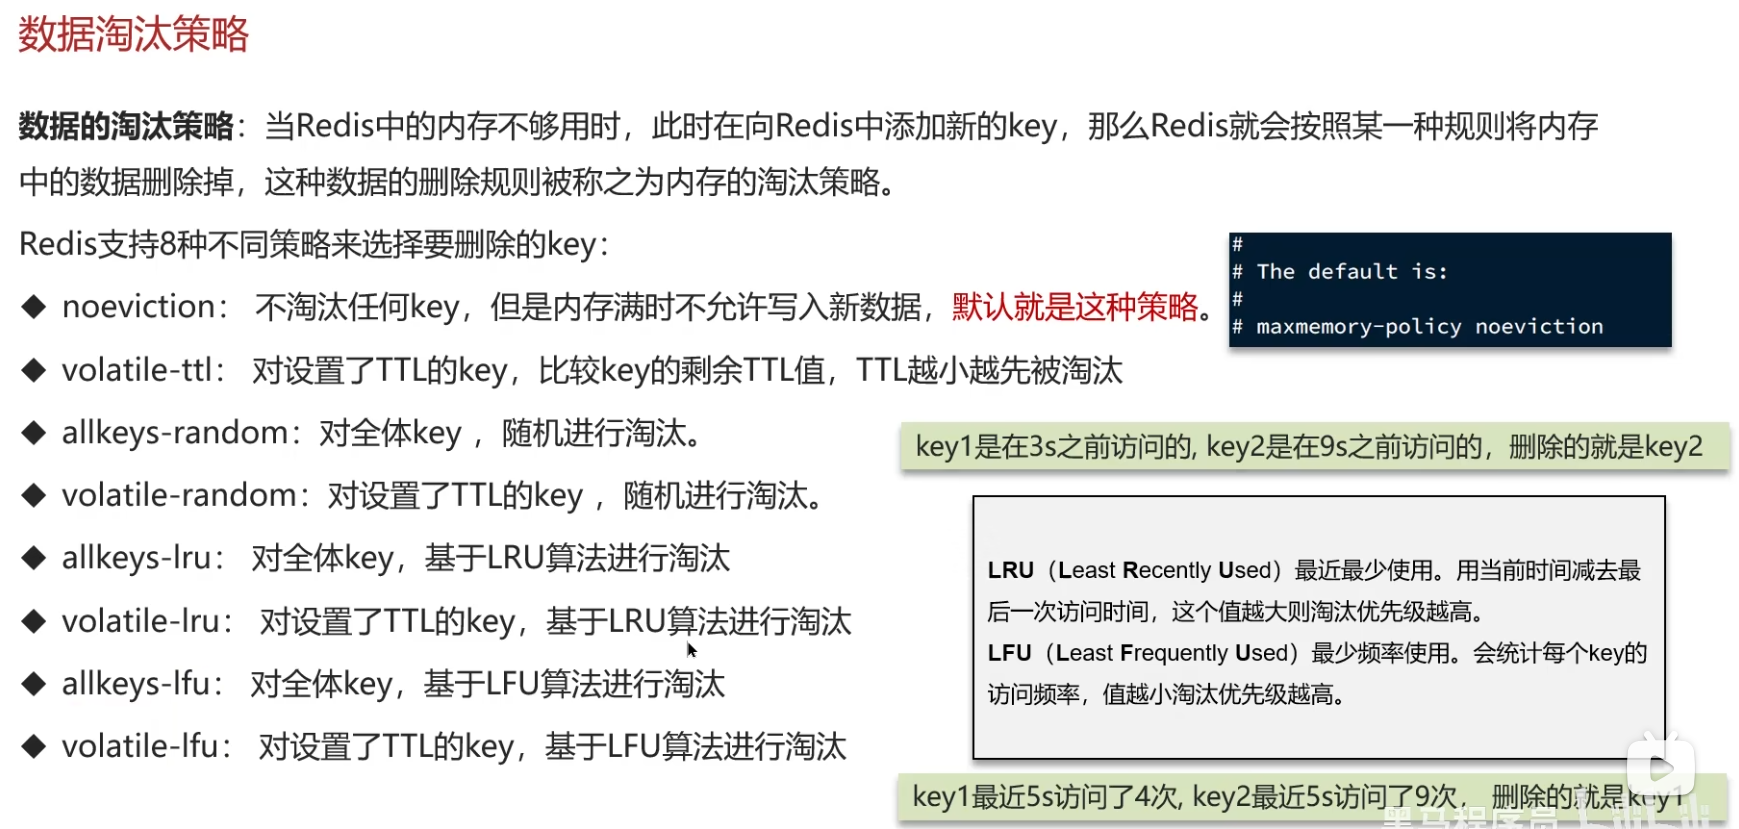 数据淘汰策略
数据的淘汰策略：当Redis中的内存不够用时，此时在向Redis中添加新的key，那么Redis就会按照某一种规则将内存
中的数据删除掉，这种数据的删除规则被称之为内存的淘汰策略。
Redis支持8种不同策略来选择要删除的key：
◆ noeviction： 不淘汰任何key，但是内存满时不允许写入新数据，默认就是这种策略。
#
# The default is:
#
# maxmemory-policy noeviction
◆ volatile-ttl： 对设置了TTL的key，比较key的剩余TTL值，TTL越小越先被淘汰
◆ allkeys-random：对全体key ，随机进行淘汰。
◆ volatile-random：对设置了TTL的key ，随机进行淘汰。
◆ allkeys-lru： 对全体key，基于LRU算法进行淘汰
◆ volatile-lru： 对设置了TTL的key，基于LRU算法进行淘汰
◆ allkeys-lfu： 对全体key，基于LFU算法进行淘汰
◆ volatile-lfu： 对设置了TTL的key，基于LFU算法进行淘汰
key1是在3s之前访问的, key2是在9s之前访问的，删除的就是key2
LRU（Least Recently Used）最近最少使用。用当前时间减去最
后一次访问时间，这个值越大则淘汰优先级越高。
LFU（Least Frequently Used）最少频率使用。会统计每个key的
访问频率，值越小淘汰优先级越高。
key1最近5s访问了4次, key2最近5s访问了9次， 删除的就是key1
黑马程序员 bilibili